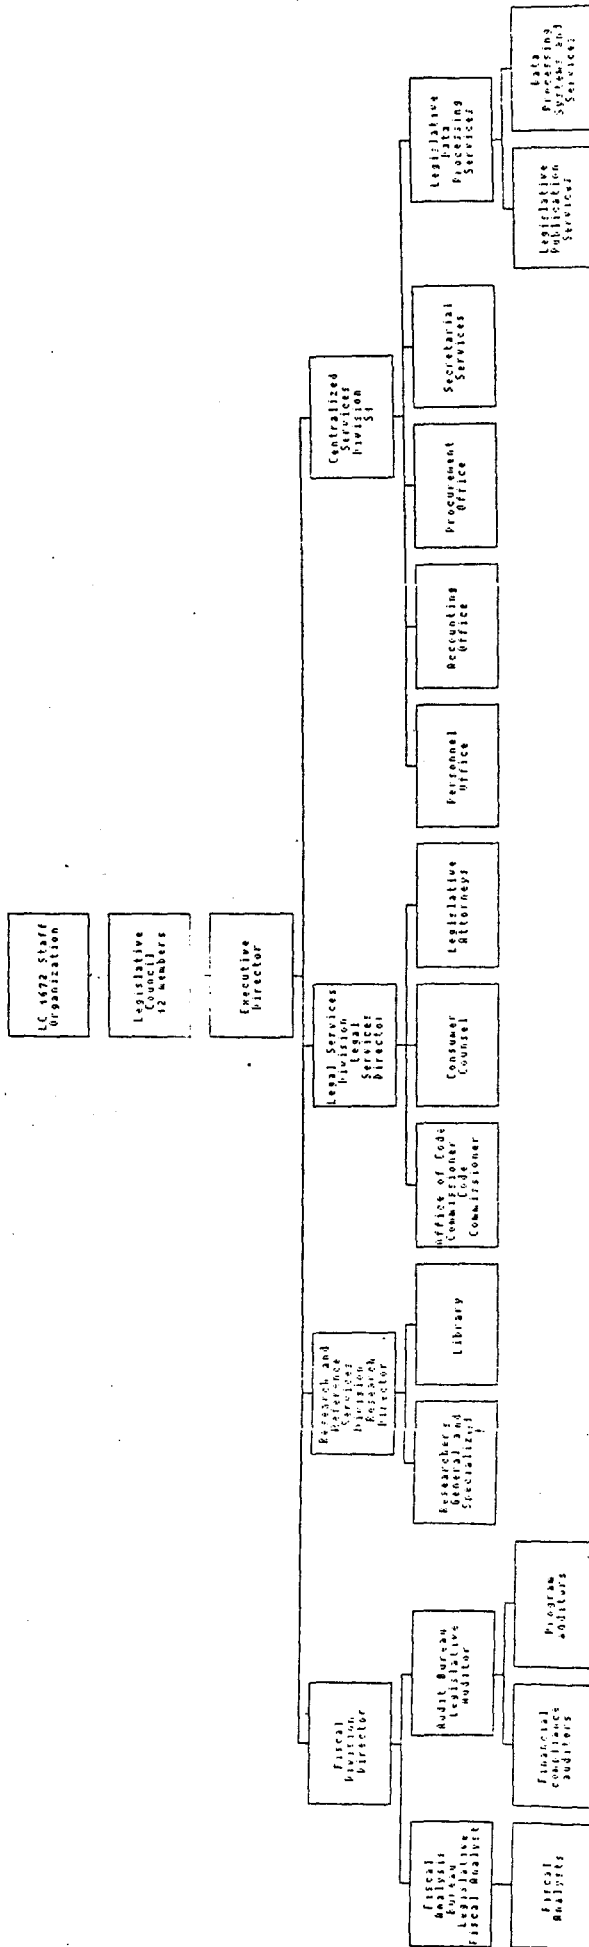 LC 1672 Staff
Organization
Legislative
Council
12 members
Executive
Director
Fiscal
Division
Director
Research and
Reference
Services
Division
Research
Director
Legal Services
Division
Legal
Services
Director
Centralized
Services
Division
Fiscal
Analysis
Bureau
Legislative
Fiscal Analyst
Audit Bureau
Legislative
Auditor
Researchers
General and
Specialized
Library
Office of Code
Commissioner
Code
Commissioner
Consumer
Counsel
Legislative
Attorneys
Personnel
Office
Accounting
Office
Procurement
Office
Secretarial
Services
Legislative
Data
Processing
Services
Fiscal
Analysts
Financial
compliance
auditors
Program
auditors
Legislative
Publication
Services
Data
Processing
Systems and
Services